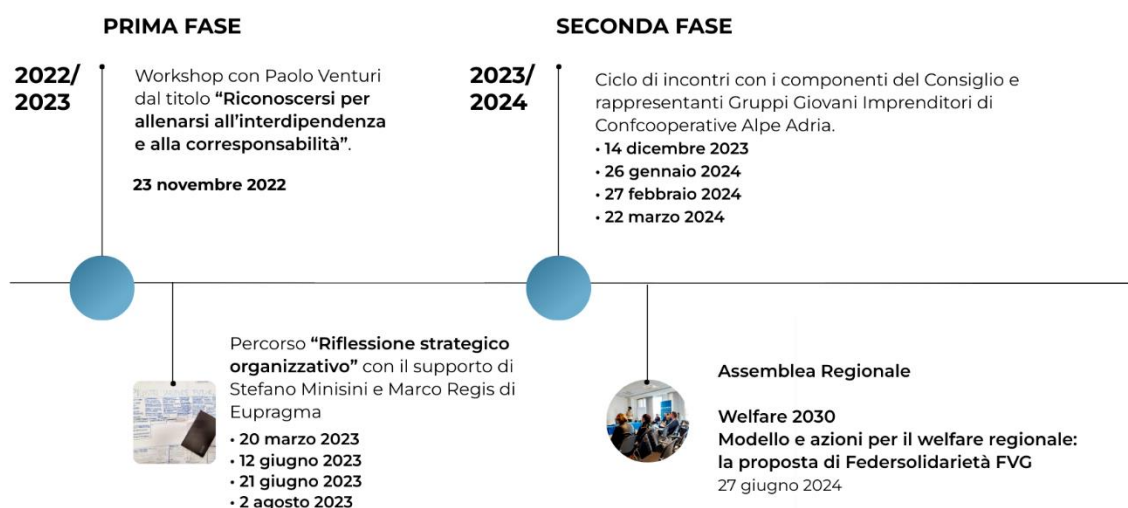 PRIMA FASE
2022/
2023
Workshop con Paolo Venturi
dal titolo “Riconoscersi per
allenarsi all’interdipendenza
e alla corresponsabilità”.
23 novembre 2022
Percorso “Riflessione strategico
organizzativo” con il supporto di
Stefano Minisini e Marco Regis di
Eupragma
• 20 marzo 2023
• 12 giugno 2023
• 21 giugno 2023
• 2 agosto 2023
SECONDA FASE
2023/
2024
Ciclo di incontri con i componenti del Consiglio e
rappresentanti Gruppi Giovani Imprenditori di
Confcooperative Alpe Adria.
• 14 dicembre 2023
• 26 gennaio 2024
• 27 febbraio 2024
• 22 marzo 2024
Assemblea Regionale
Welfare 2030
Modello e azioni per il welfare regionale:
la proposta di Federsolidarietà FVG
27 giugno 2024